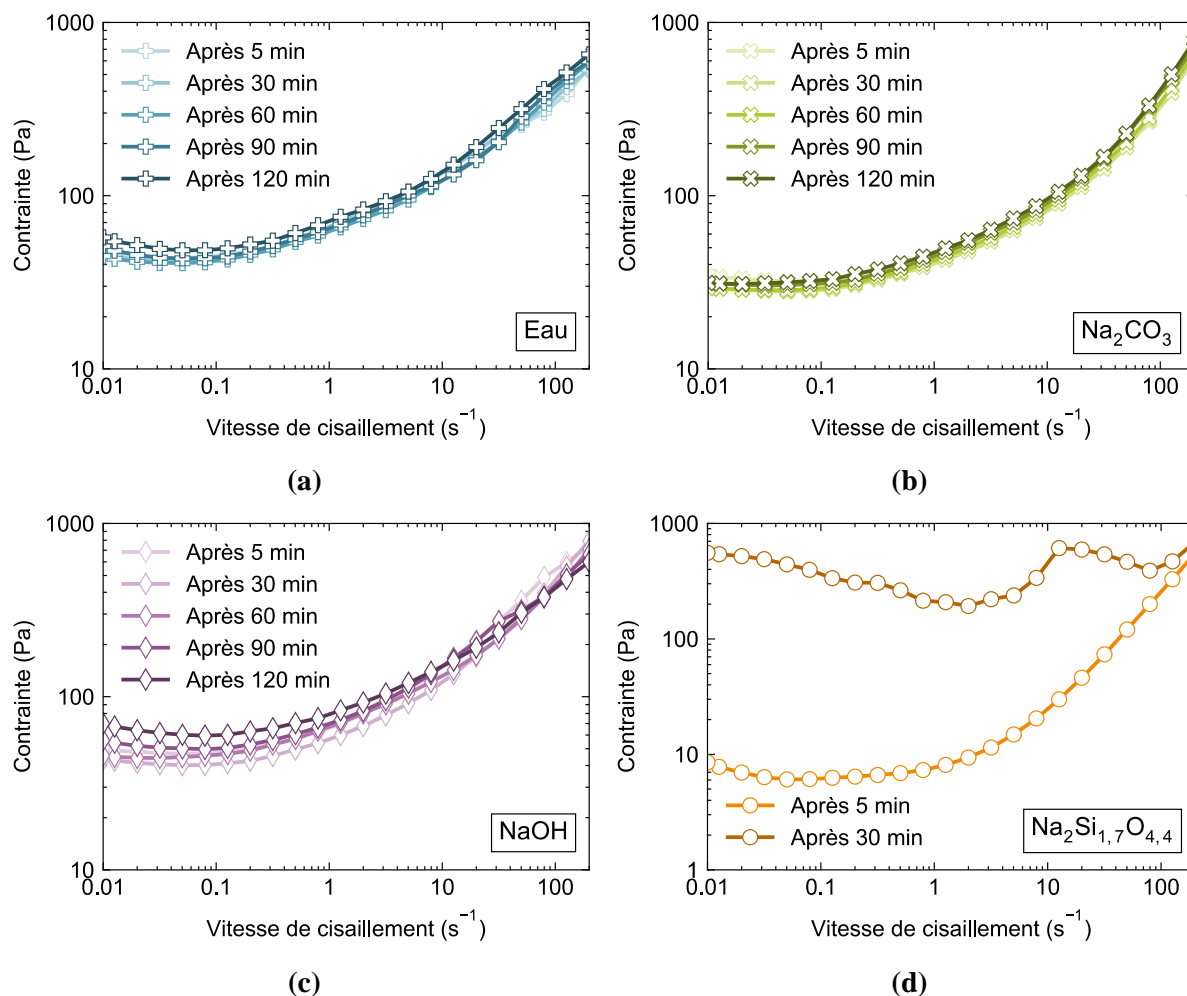 1000
100
10
Contrainte (Pa)
Après 5 min
Après 30 min
Après 60 min
Après 90 min
Après 120 min
Eau
0.01 0.1 1 10 100
Vitesse de cisaillement (s⁻¹)
(a)
1000
100
10
Contrainte (Pa)
Après 5 min
Après 30 min
Après 60 min
Après 90 min
Après 120 min
Na₂CO₃
0.01 0.1 1 10 100
Vitesse de cisaillement (s⁻¹)
(b)
1000
100
10
Contrainte (Pa)
Après 5 min
Après 30 min
Après 60 min
Après 90 min
Après 120 min
NaOH
0.01 0.1 1 10 100
Vitesse de cisaillement (s⁻¹)
(c)
1000
100
10
1
Contrainte (Pa)
Après 5 min
Après 30 min
Na₂Si₁,₇O₄,₄
0.01 0.1 1 10 100
Vitesse de cisaillement (s⁻¹)
(d)